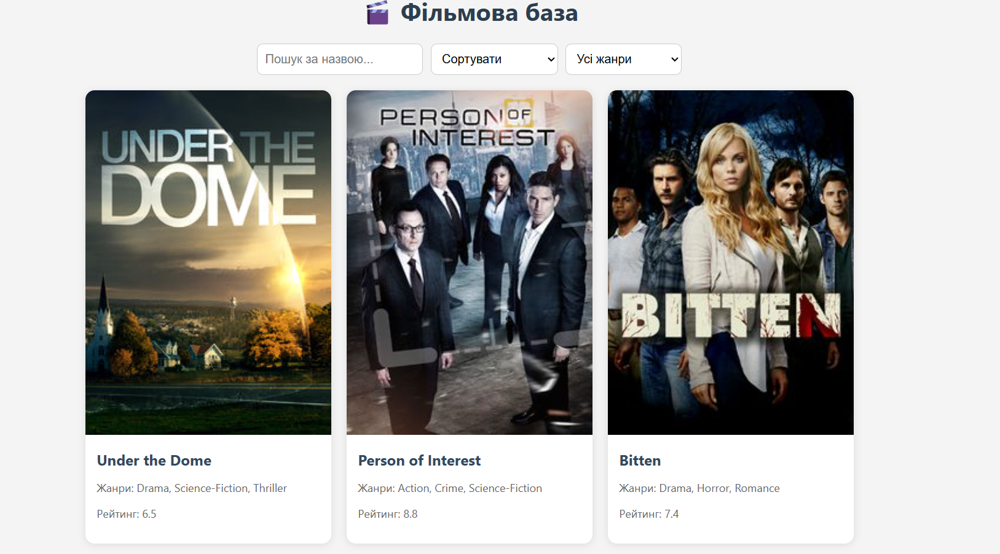 Фільмова база
Пошук за назвою...
Сортувати
Усі жанри
UNDER THE
DOME
PERSON OF
INTEREST
BITTEN
Under the Dome
Жанри: Drama, Science-Fiction, Thriller
Рейтинг: 6.5
Person of Interest
Жанри: Action, Crime, Science-Fiction
Рейтинг: 8.8
Bitten
Жанри: Drama, Horror, Romance
Рейтинг: 7.4